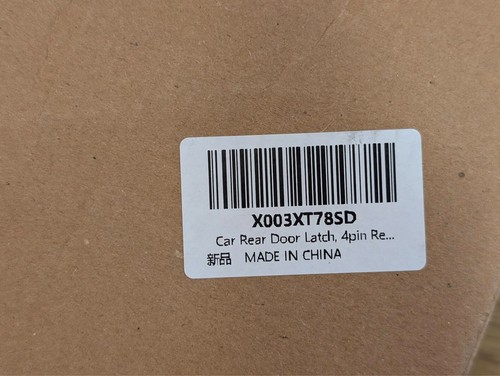 X003XT78SD
Car Rear Door Latch, 4pin Re...
新品 MADE IN CHINA